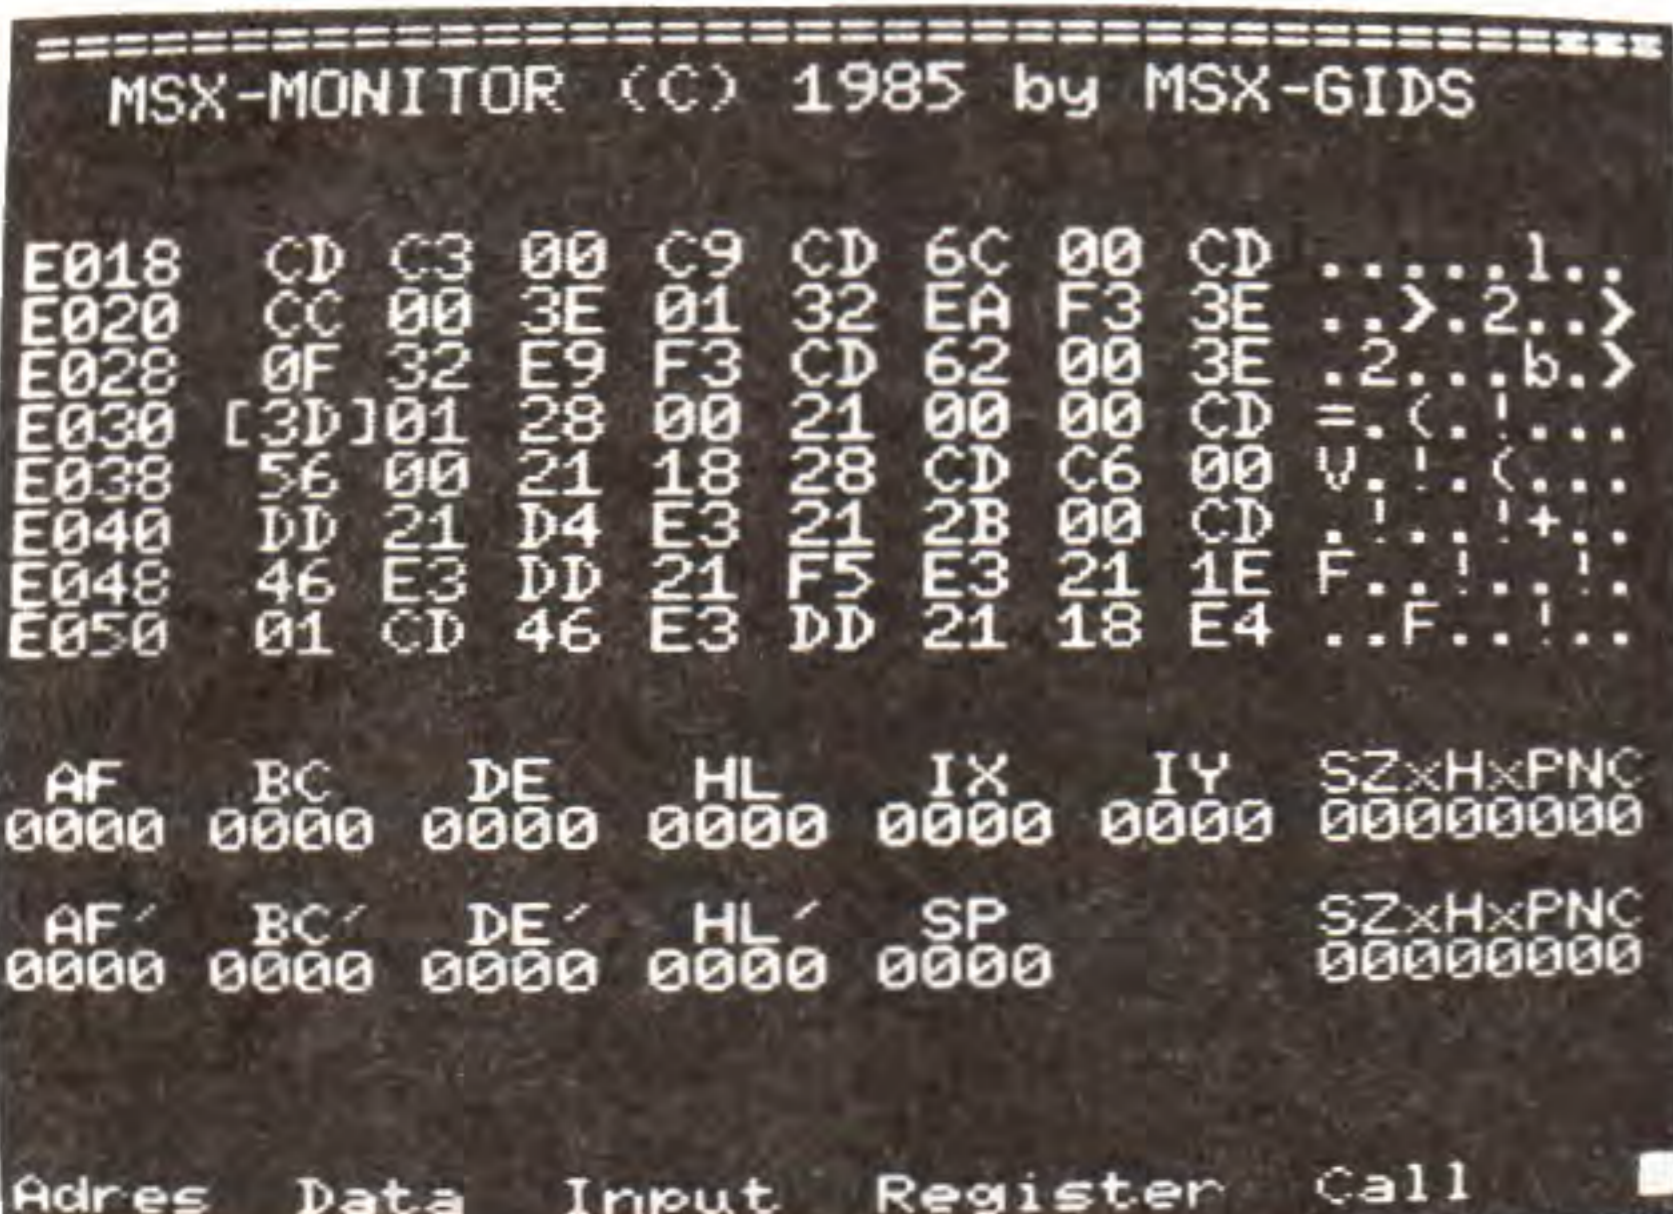 =======================================
MSX-MONITOR (C) 1985 by MSX-GIDS
E018 CD C3 00 C9 CD 6C 00 CD .....l..
E020 CC 00 3E 01 32 EA F3 3E ..>.2..>
E028 0F 32 E9 F3 CD 62 00 3E .2...b.>
E030 [3D]01 28 00 21 00 00 CD =.(.!...
E038 56 00 21 18 28 CD C6 00 V.!.(...
E040 DD 21 D4 E3 21 2B 00 CD .!..!+..
E048 46 E3 DD 21 F5 E3 21 1E F..!..!.
E050 01 CD 46 E3 DD 21 18 E4 ..F..!..
AF BC DE HL IX IY SZxHxPNC
0000 0000 0000 0000 0000 0000 00000000
AF' BC' DE' HL' SP SZxHxPNC
0000 0000 0000 0000 0000 00000000
Adres Data Input Register Call